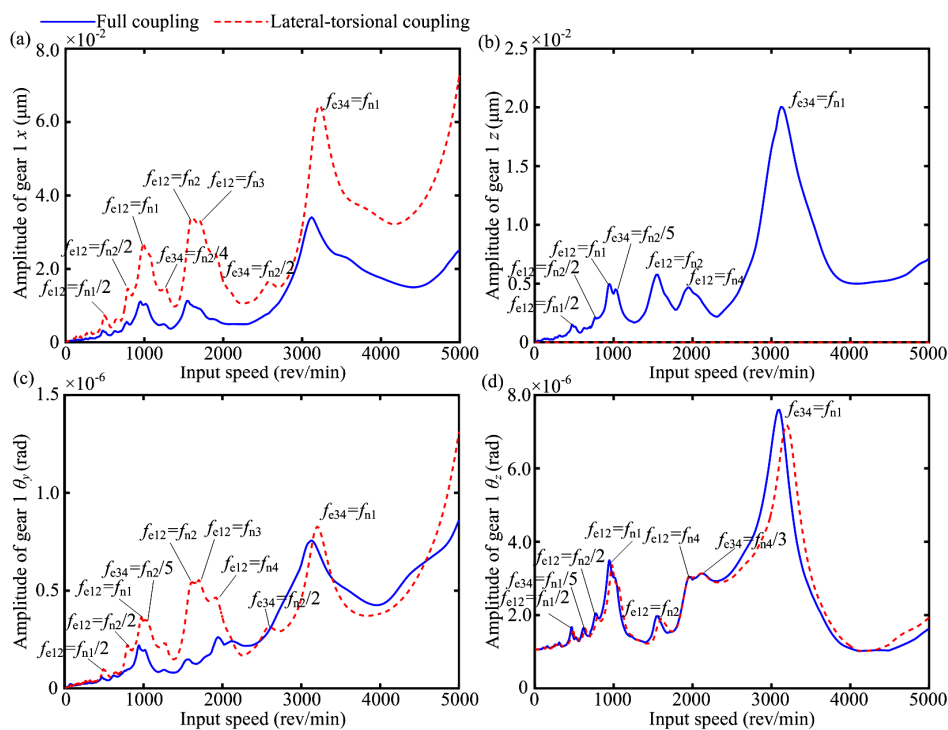 Full coupling
Lateral-torsional coupling
(a)
×10⁻²
8.0
6.0
4.0
2.0
0
Amplitude of gear 1 x (μm)
fe12=fn1/2
fe12=fn2/2
fe12=fn1
fe34=fn2/4
fe12=fn2
fe12=fn3
fe34=fn2/2
fe34=fn1
0 1000 2000 3000 4000 5000
Input speed (rev/min)
(b)
×10⁻²
2.5
2.0
1.5
1.0
0.5
0
Amplitude of gear 1 z (μm)
fe12=fn1/2
fe12=fn2/2
fe12=fn1
fe34=fn2/5
fe12=fn2
fe12=fn4
fe34=fn1
0 1000 2000 3000 4000 5000
Input speed (rev/min)
(c)
×10⁻⁶
1.5
1.0
0.5
0
Amplitude of gear 1 θy (rad)
fe12=fn1/2
fe12=fn2/2
fe12=fn1
fe34=fn2/5
fe12=fn2
fe12=fn3
fe12=fn4
fe34=fn2/2
fe34=fn1
0 1000 2000 3000 4000 5000
Input speed (rev/min)
(d)
×10⁻⁶
8.0
6.0
4.0
2.0
0
Amplitude of gear 1 θz (rad)
fe12=fn1/2
fe34=fn1/5
fe12=fn2/2
fe12=fn1
fe12=fn2
fe12=fn4
fe34=fn4/3
fe34=fn1
0 1000 2000 3000 4000 5000
Input speed (rev/min)